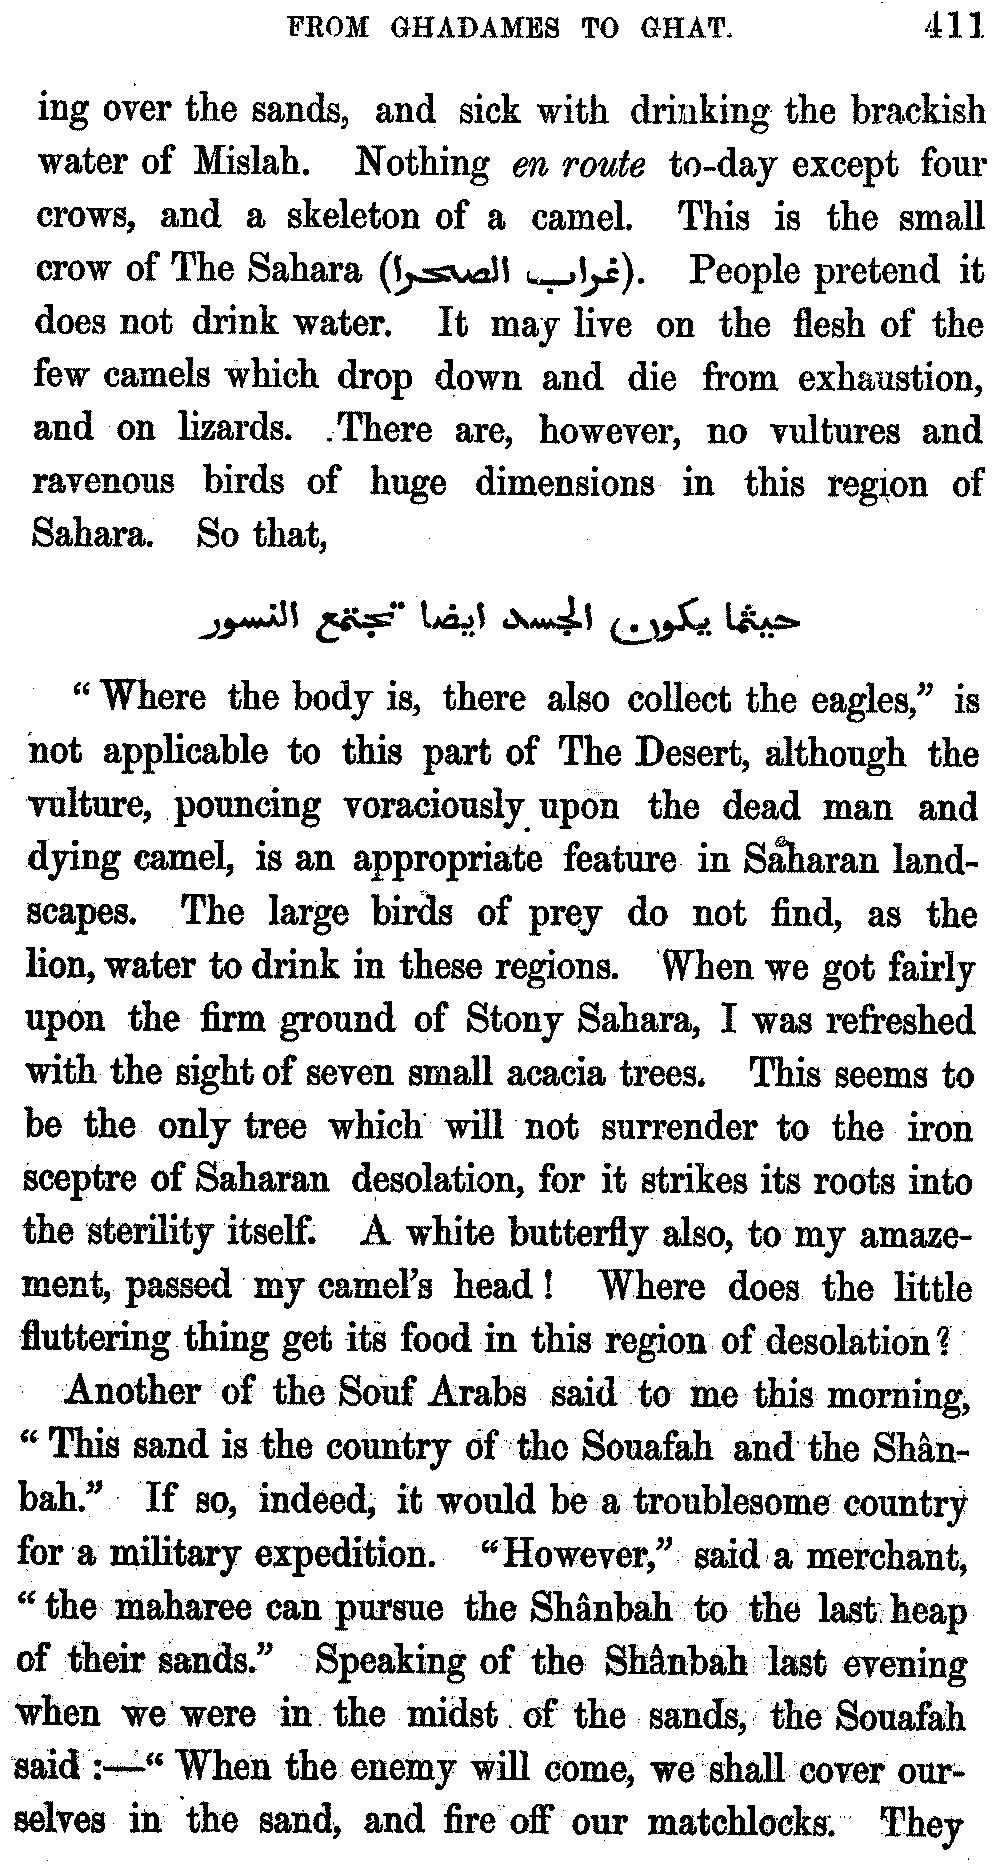 FROM GHADAMES TO GHAT. 411
ing over the sands, and sick with drinking the brackish
water of Mislah. Nothing en route to-day except four
crows, and a skeleton of a camel. This is the small
crow of The Sahara (غراب الصحرا). People pretend it
does not drink water. It may live on the flesh of the
few camels which drop down and die from exhaustion,
and on lizards. There are, however, no vultures and
ravenous birds of huge dimensions in this region of
Sahara. So that,
حيثما يكون الجسد ايضا تجتمع النسور
“Where the body is, there also collect the eagles,” is
not applicable to this part of The Desert, although the
vulture, pouncing voraciously upon the dead man and
dying camel, is an appropriate feature in Sâharan land-
scapes. The large birds of prey do not find, as the
lion, water to drink in these regions. When we got fairly
upon the firm ground of Stony Sahara, I was refreshed
with the sight of seven small acacia trees. This seems to
be the only tree which will not surrender to the iron
sceptre of Saharan desolation, for it strikes its roots into
the sterility itself. A white butterfly also, to my amaze-
ment, passed my camel’s head! Where does the little
fluttering thing get its food in this region of desolation?
Another of the Souf Arabs said to me this morning,
“This sand is the country of the Souafah and the Shân-
bah.” If so, indeed, it would be a troublesome country
for a military expedition. “However,” said a merchant,
“the maharee can pursue the Shânbah to the last heap
of their sands.” Speaking of the Shânbah last evening
when we were in the midst of the sands, the Souafah
said:—“When the enemy will come, we shall cover our-
selves in the sand, and fire off our matchlocks. They